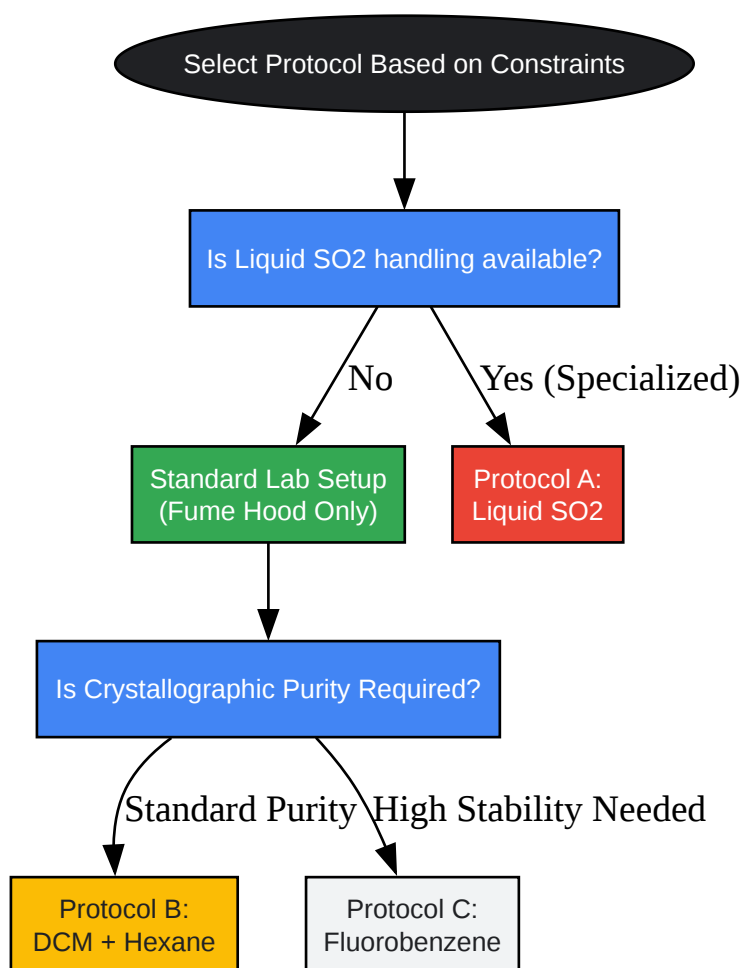 Select Protocol Based on Constraints
Is Liquid SO2 handling available?
No
Yes (Specialized)
Standard Lab Setup
(Fume Hood Only)
Protocol A:
Liquid SO2
Is Crystallographic Purity Required?
Standard Purity
High Stability Needed
Protocol B:
DCM + Hexane
Protocol C:
Fluorobenzene